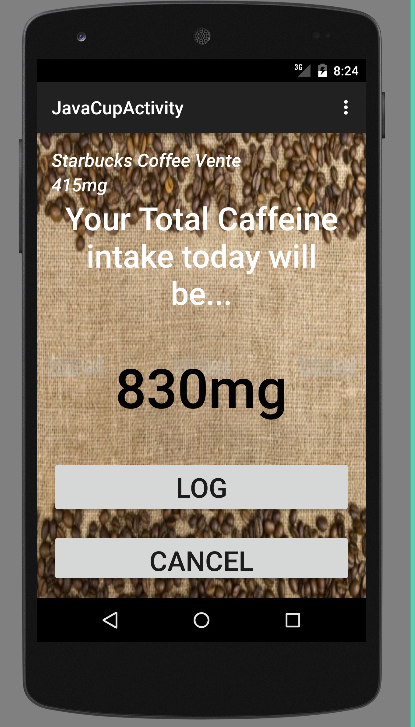 3G 8:24
JavaCupActivity
Starbucks Coffee Vente
415mg
Your Total Caffeine
intake today will
be...
830mg
LOG
CANCEL